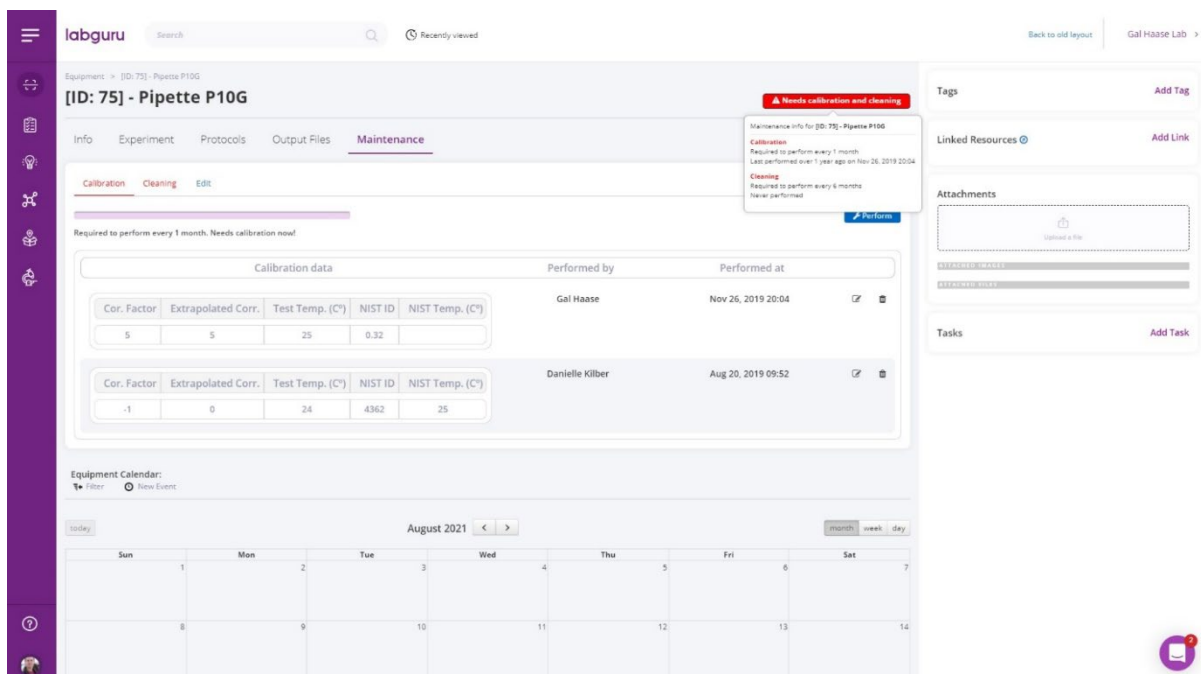 labguru
Search
Recently viewed
Back to old layout
Gal Haase Lab >
Equipment > [ID: 75] - Pipette P10G
[ID: 75] - Pipette P10G
Needs calibration and cleaning
Info Experiment Protocols Output Files Maintenance
Maintenance info for [ID: 75] - Pipette P10G
Calibration
Required to perform every 1 month
Last performed over 1 year ago on Nov 26, 2019 20:04
Cleaning
Required to perform every 6 months
Never performed
Calibration Cleaning Edit
Perform
Required to perform every 1 month. Needs calibration now!
Calibration data Performed by Performed at
Cor. Factor Extrapolated Corr. Test Temp. (C°) NIST ID NIST Temp. (C°)
5 5 25 0.32
Gal Haase Nov 26, 2019 20:04
Cor. Factor Extrapolated Corr. Test Temp. (C°) NIST ID NIST Temp. (C°)
-1 0 24 4362 25
Danielle Kilber Aug 20, 2019 09:52
Equipment Calendar:
Filter New Event
today August 2021 < > month week day
Sun Mon Tue Wed Thu Fri Sat
1 2 3 4 5 6 7
8 9 10 11 12 13 14
Tags Add Tag
Linked Resources Add Link
Attachments
Upload a file
ATTACHED IMAGES
ATTACHED FILES
Tasks Add Task
2